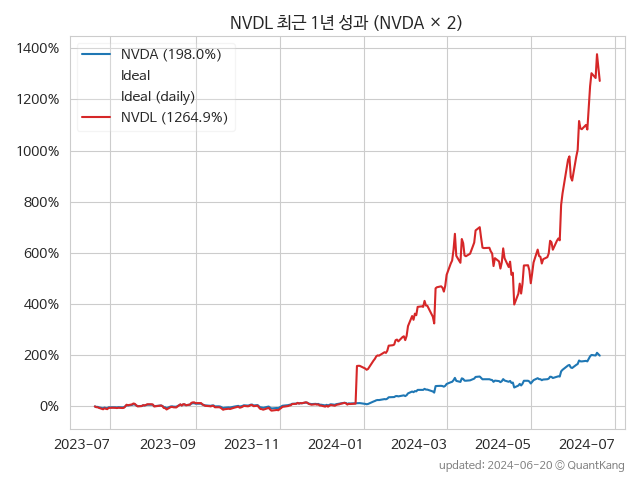 NVDL 최근 1년 성과 (NVDA × 2)
NVDA (198.0%)
Ideal
Ideal (daily)
NVDL (1264.9%)
1400%
1200%
1000%
800%
600%
400%
200%
0%
2023-07 2023-09 2023-11 2024-01 2024-03 2024-05 2024-07
updated: 2024-06-20 © QuantKang